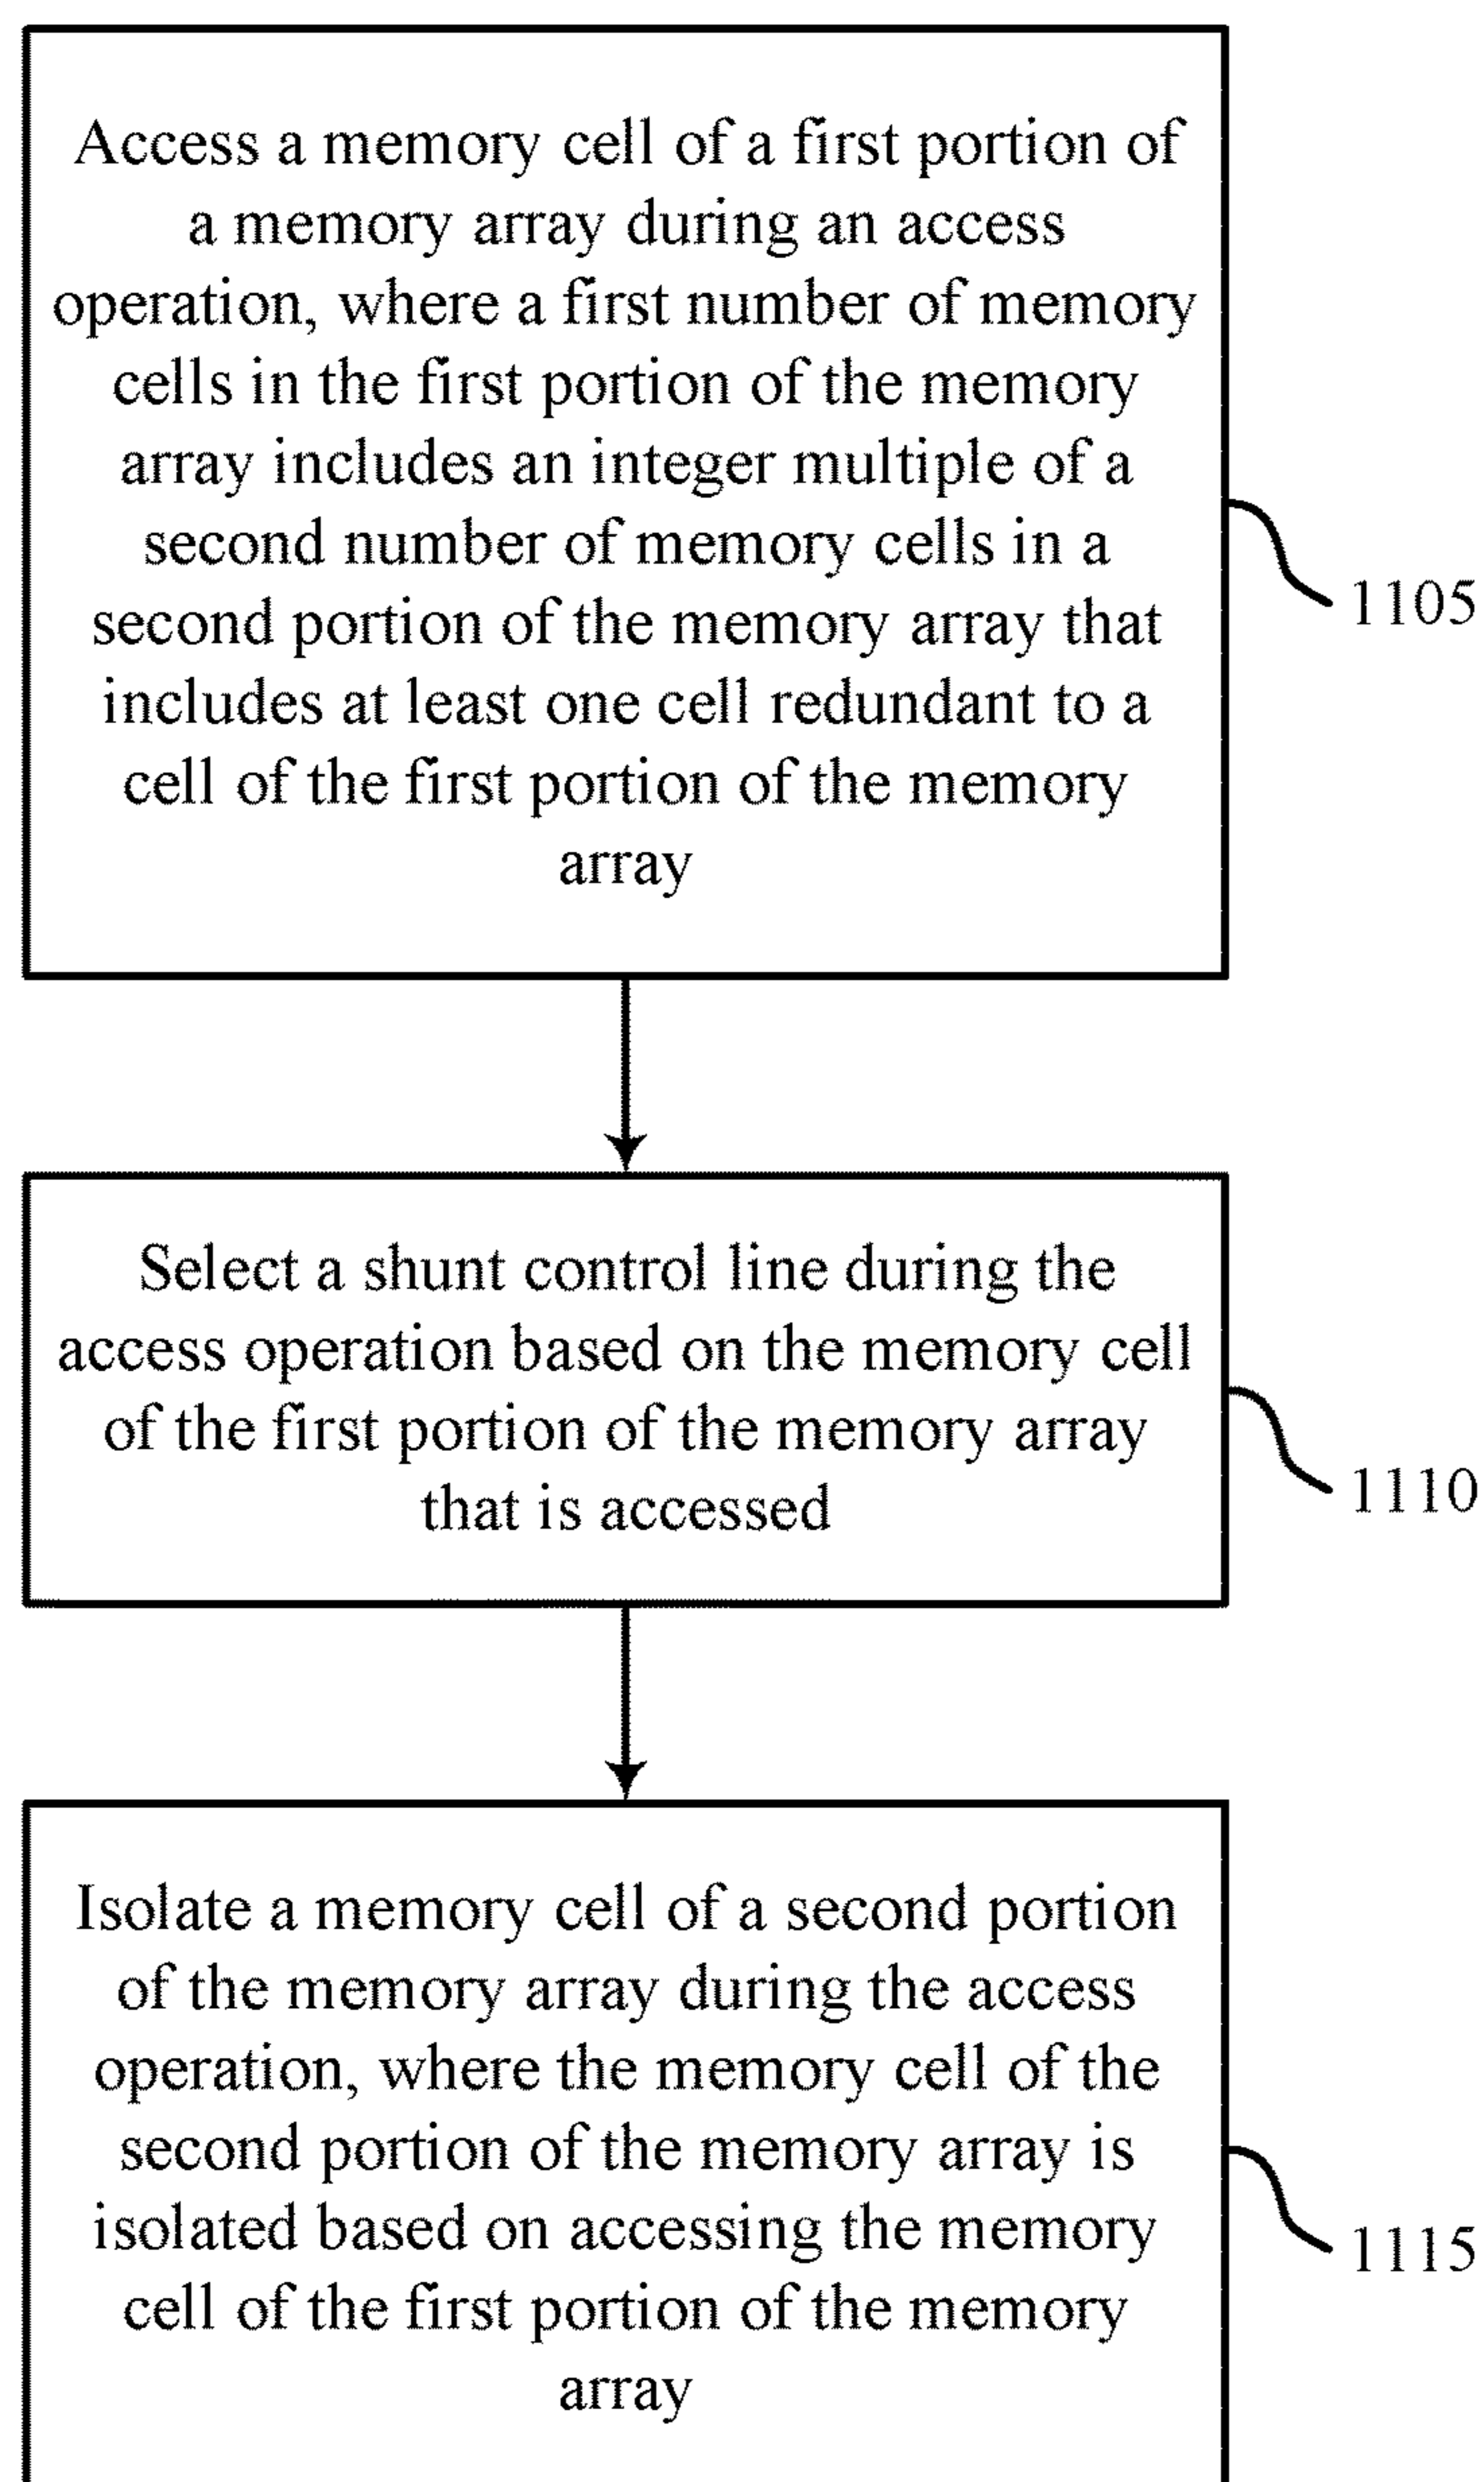 Access a memory cell of a first portion of
a memory array during an access
operation, where a first number of memory
cells in the first portion of the memory
array includes an integer multiple of a
second number of memory cells in a
second portion of the memory array that
includes at least one cell redundant to a
cell of the first portion of the memory
array
1105
Select a shunt control line during the
access operation based on the memory cell
of the first portion of the memory array
that is accessed
1110
Isolate a memory cell of a second portion
of the memory array during the access
operation, where the memory cell of the
second portion of the memory array is
isolated based on accessing the memory
cell of the first portion of the memory
array
1115